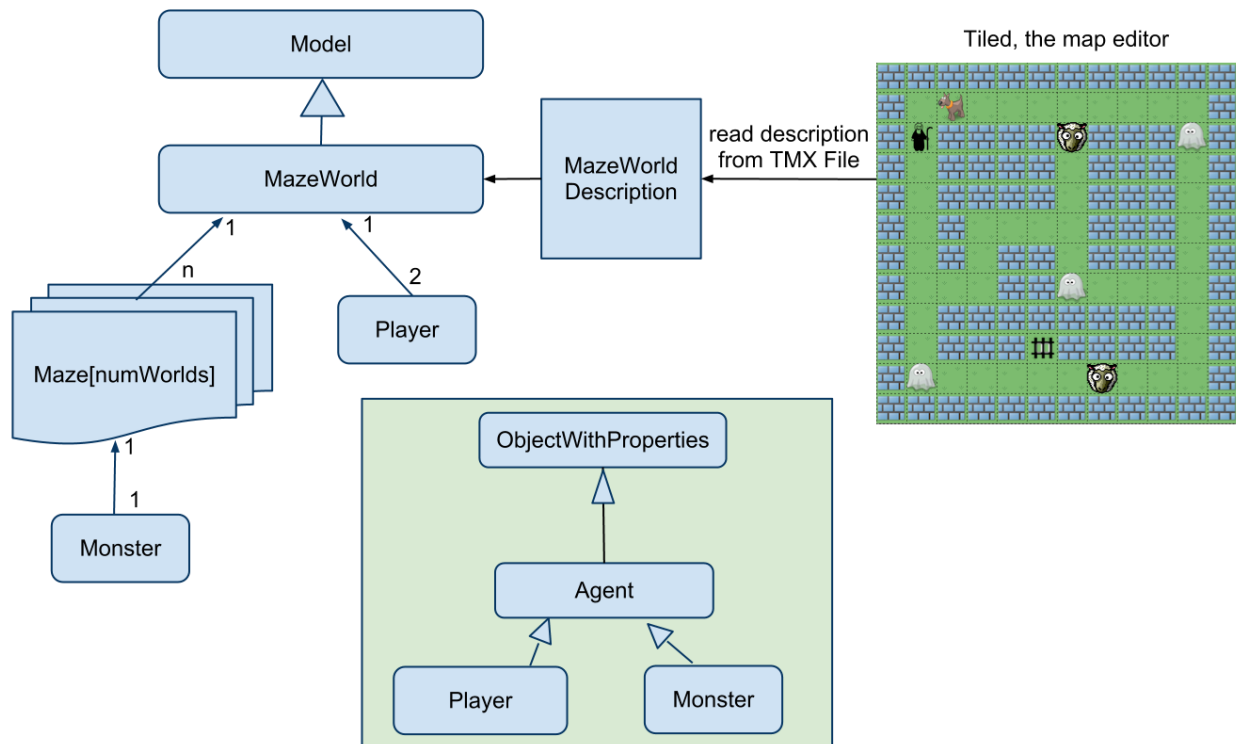 Model
Tiled, the map editor
MazeWorld
MazeWorld
Description
read description
from TMX File
1
1
n
2
Player
Maze[numWorlds]
1
1
Monster
ObjectWithProperties
Agent
Player
Monster